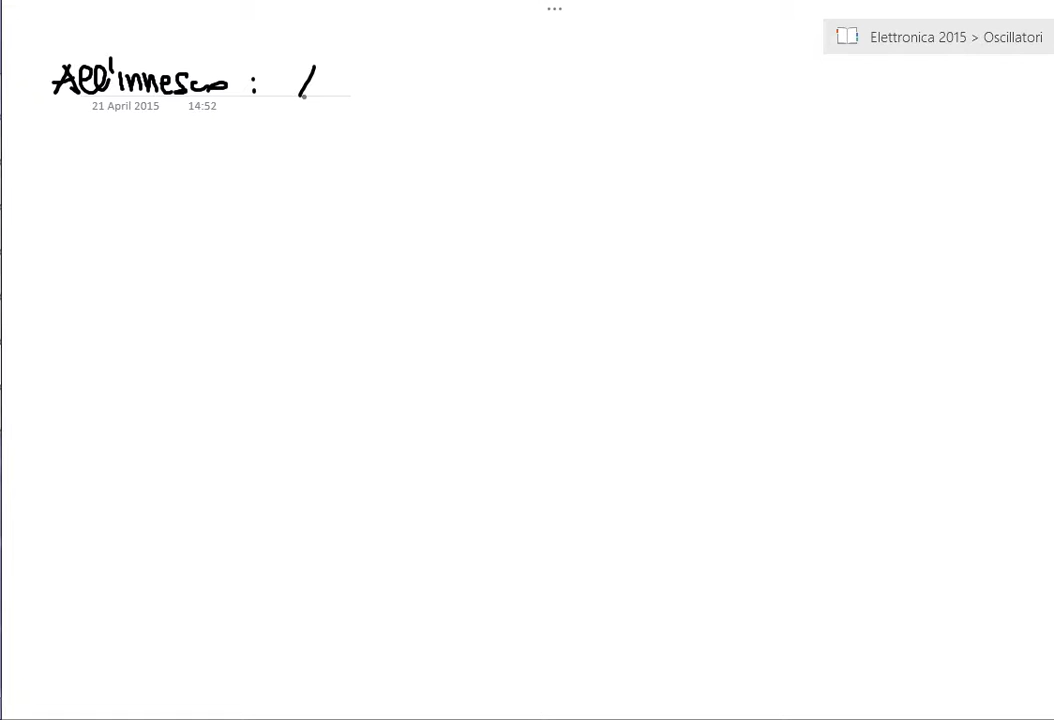 Elettronica 2015 > Oscillatori
All'innesco : /
21 April 2015 14:52